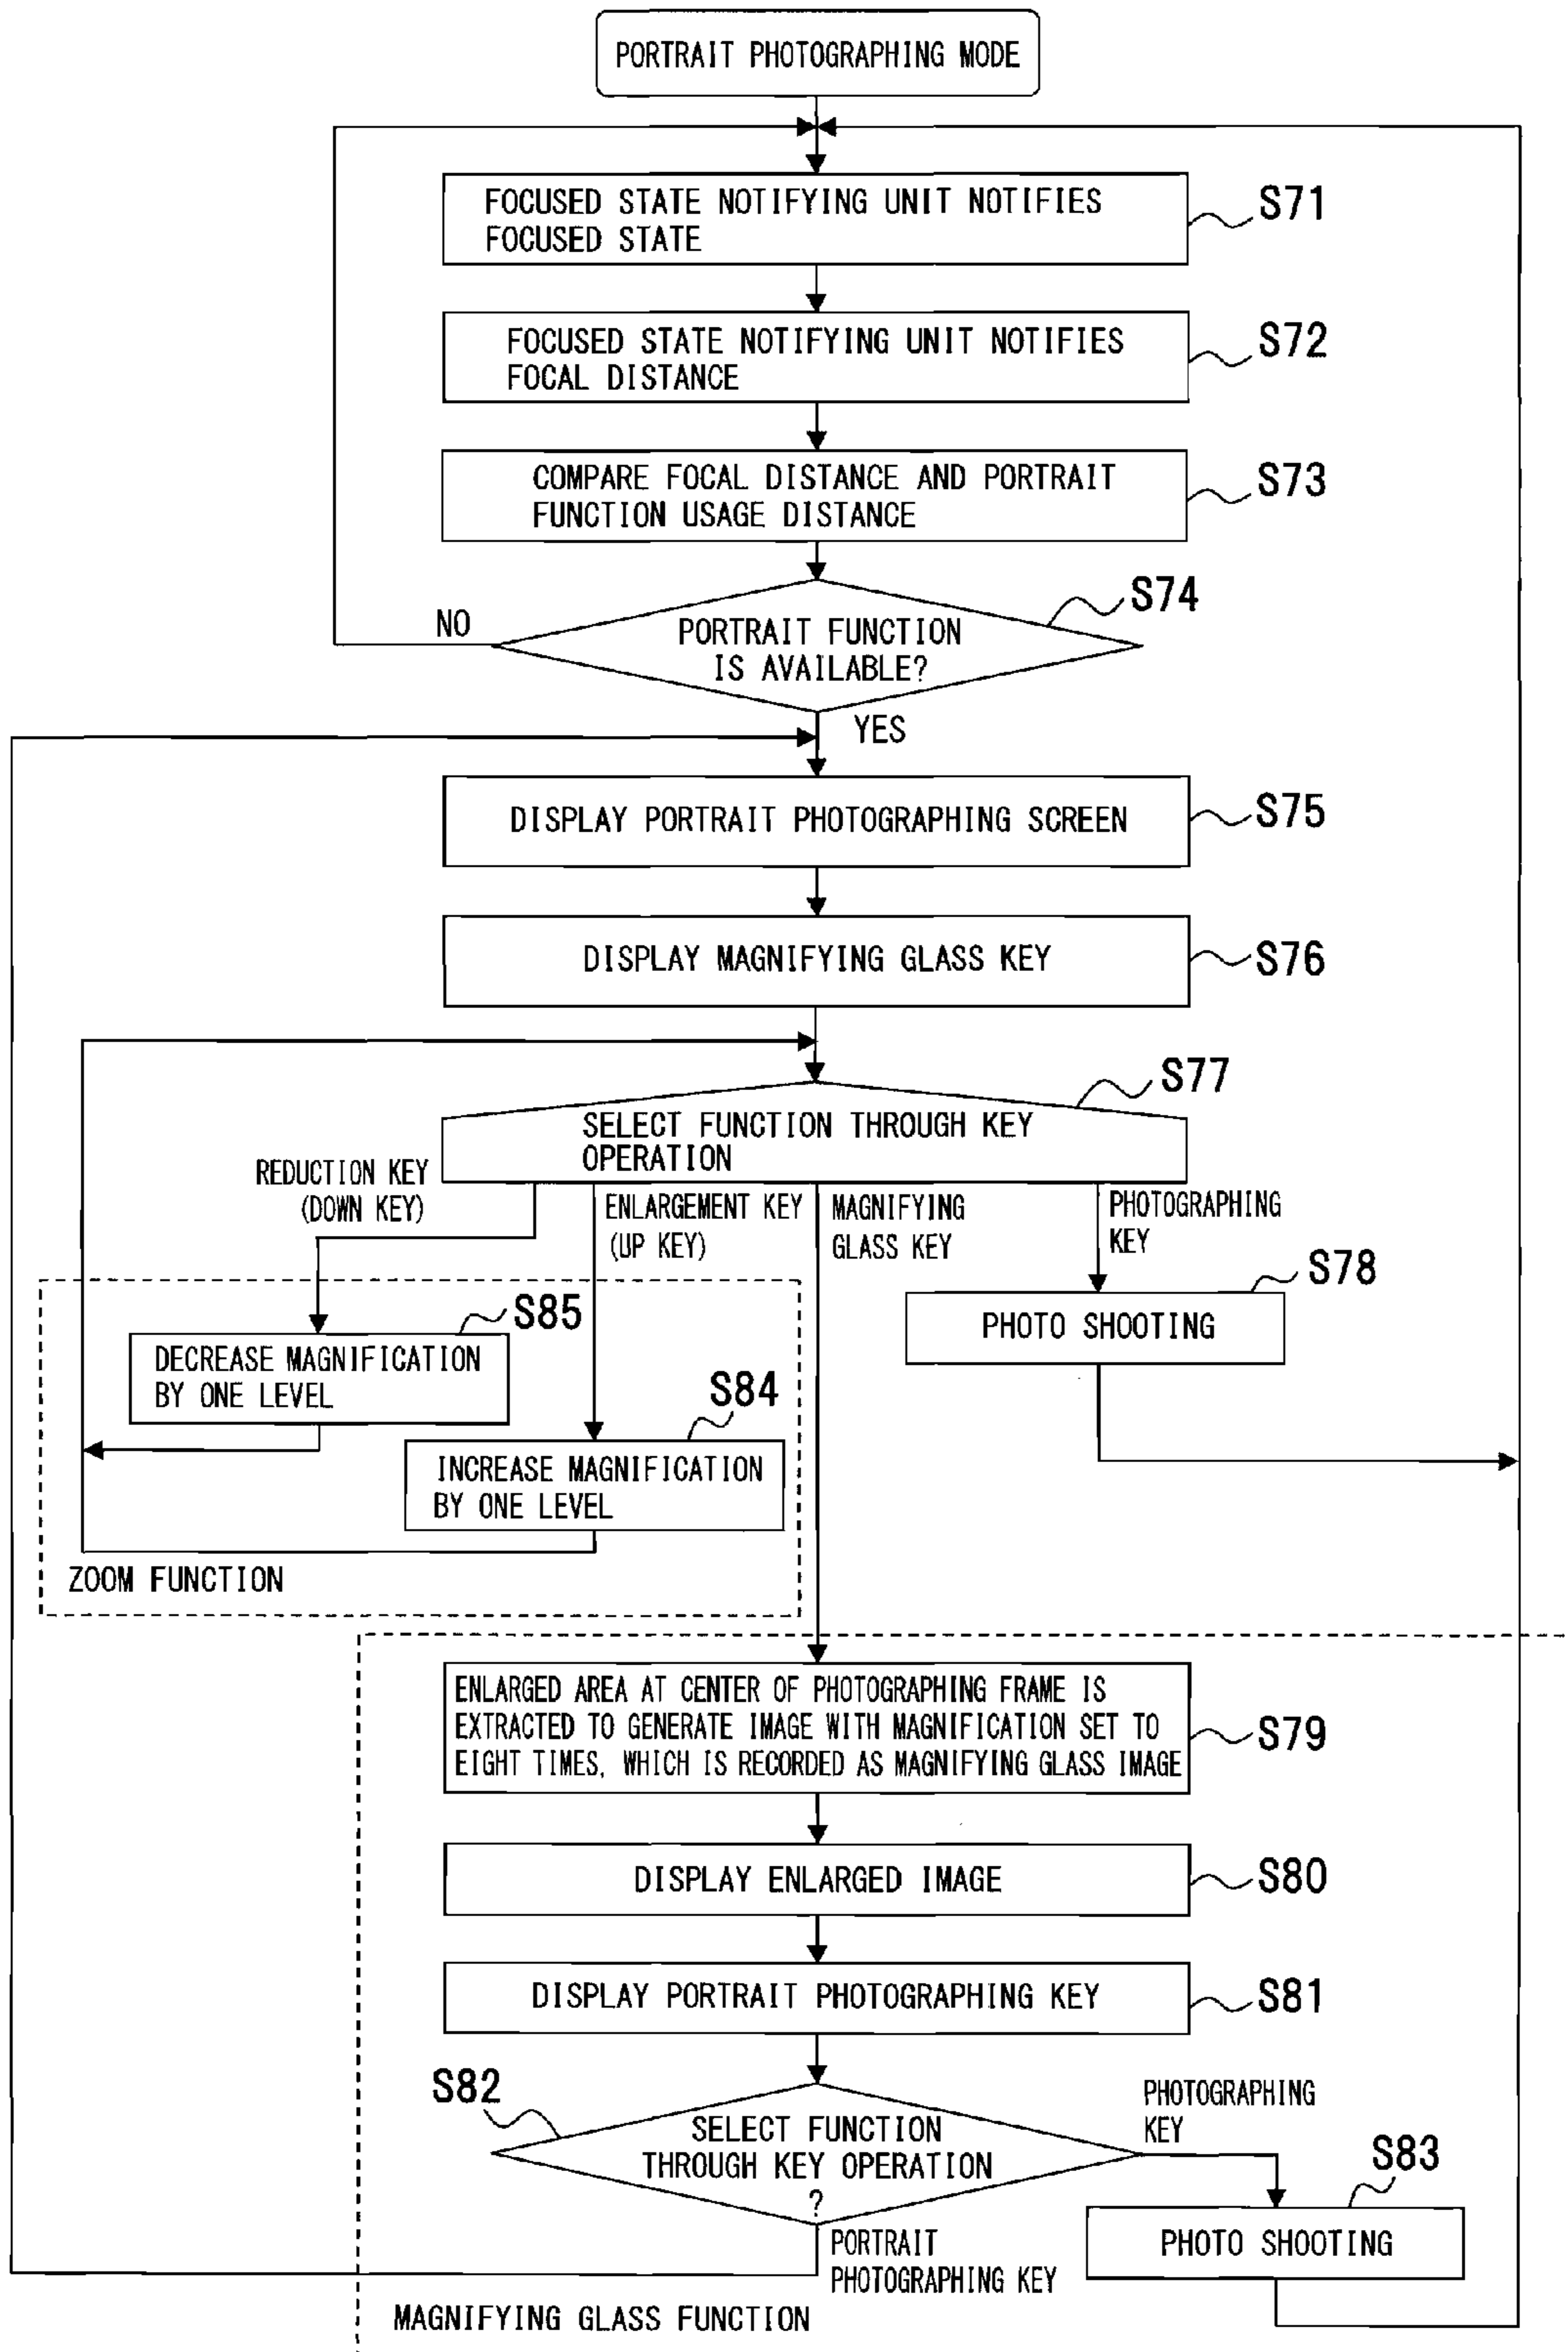 PORTRAIT PHOTOGRAPHING MODE
FOCUSED STATE NOTIFYING UNIT NOTIFIES
FOCUSED STATE
S71
FOCUSED STATE NOTIFYING UNIT NOTIFIES
FOCAL DISTANCE
S72
COMPARE FOCAL DISTANCE AND PORTRAIT
FUNCTION USAGE DISTANCE
S73
S74
NO
PORTRAIT FUNCTION
IS AVAILABLE?
YES
DISPLAY PORTRAIT PHOTOGRAPHING SCREEN
S75
DISPLAY MAGNIFYING GLASS KEY
S76
S77
SELECT FUNCTION THROUGH KEY
OPERATION
REDUCTION KEY
(DOWN KEY)
ENLARGEMENT KEY
(UP KEY)
MAGNIFYING
GLASS KEY
PHOTOGRAPHING
KEY
S78
PHOTO SHOOTING
S85
DECREASE MAGNIFICATION
BY ONE LEVEL
S84
INCREASE MAGNIFICATION
BY ONE LEVEL
ZOOM FUNCTION
ENLARGED AREA AT CENTER OF PHOTOGRAPHING FRAME IS
EXTRACTED TO GENERATE IMAGE WITH MAGNIFICATION SET TO
EIGHT TIMES, WHICH IS RECORDED AS MAGNIFYING GLASS IMAGE
S79
DISPLAY ENLARGED IMAGE
S80
DISPLAY PORTRAIT PHOTOGRAPHING KEY
S81
S82
SELECT FUNCTION
THROUGH KEY OPERATION
?
PHOTOGRAPHING
KEY
S83
PHOTO SHOOTING
PORTRAIT
PHOTOGRAPHING KEY
MAGNIFYING GLASS FUNCTION